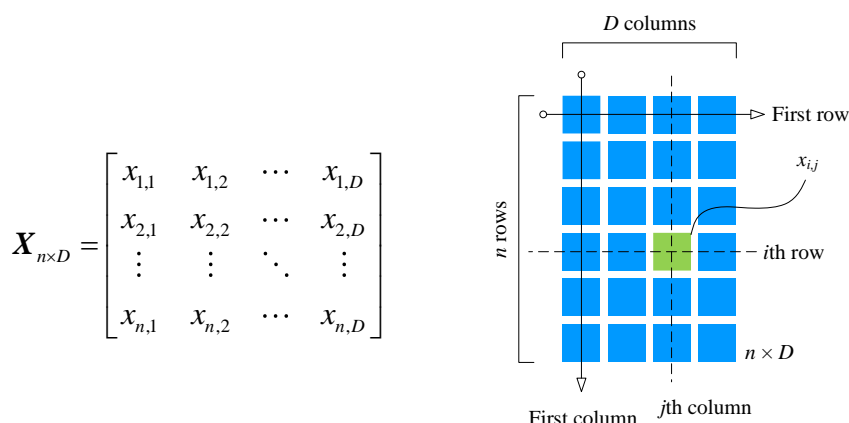 D columns
First row
x_{i,j}
X_{n×D} = [
x_{1,1} x_{1,2} ⋯ x_{1,D}
x_{2,1} x_{2,2} ⋯ x_{2,D}
⋮ ⋮ ⋱ ⋮
x_{n,1} x_{n,2} ⋯ x_{n,D}
]
n rows
ith row
n × D
First column
jth column